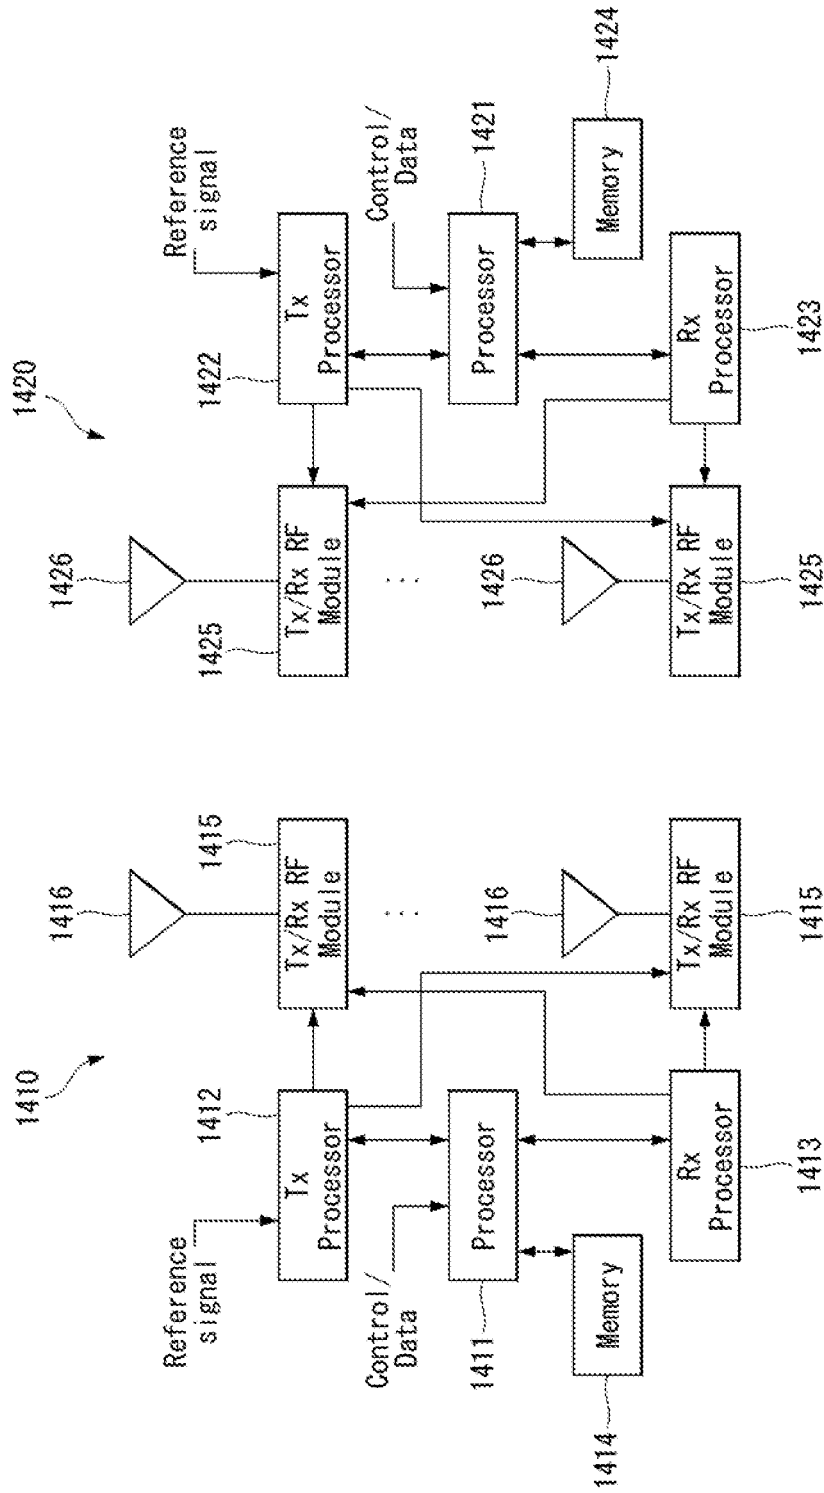 1410
1420
Reference
signal
1412
Tx
Processor
1416
1415
Tx/Rx RF
Module
1426
1425
Tx/Rx RF
Module
1422
Tx
Processor
Reference
signal
Control/
Data
1411
Processor
. . .
. . .
Processor
Control/
Data
1421
1414
Memory
1416
1426
Memory
1424
Rx
Processor
1413
Tx/Rx RF
Module
1415
Tx/Rx RF
Module
1425
Rx
Processor
1423